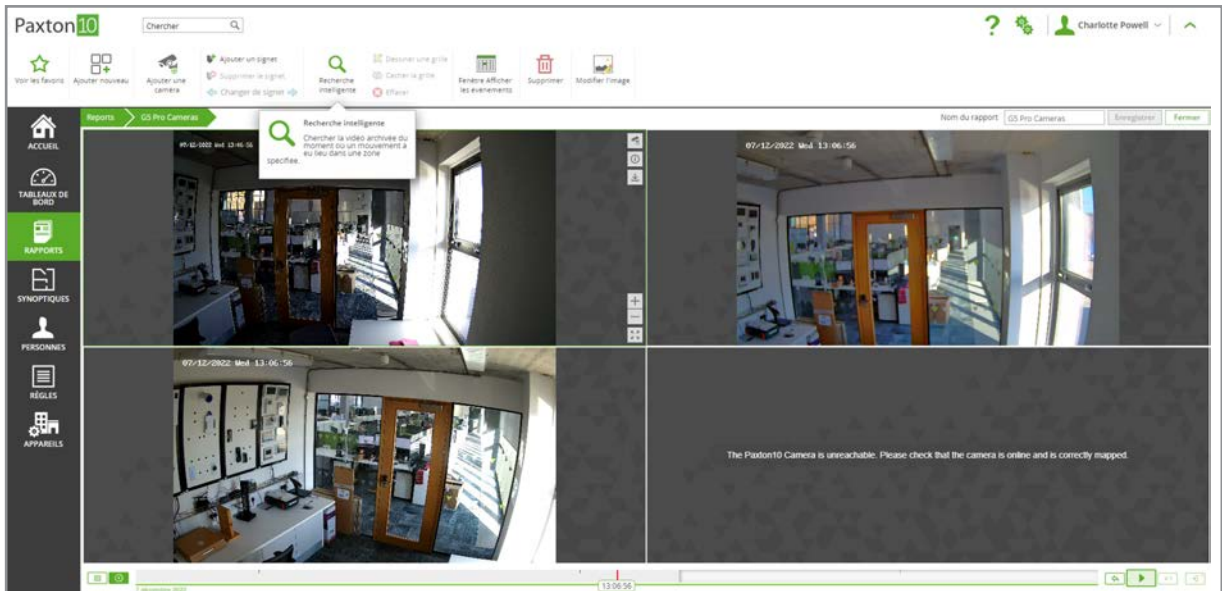 Paxton 10
Chercher
Charlotte Powell
Voir les favoris
Ajouter nouveau
Ajouter une
caméra
Ajouter un signet
Supprimer le signet
Changer de signet
Recherche
intelligente
Dessiner une grille
Cacher la grille
Effacer
Fenêtre Afficher
les événements
Supprimer
Modifier l'image
Reports
GS Pro Cameras
Nom du rapport
GS Pro Cameras
Enregistrer
Fermer
Recherche intelligente
Chercher la vidéo archivée du
moment où un mouvement a
eu lieu dans une zone
specifiée.
ACCUEIL
TABLEAUX DE
BORD
RAPPORTS
SYNOPTIQUES
PERSONNES
RÈGLES
APPAREILS
07-12-2022 Wed 13:06:56
07-12-2022 Wed 13:06:56
The Paxton10 Camera is unreachable. Please check that the camera is online and is correctly mapped.
13:06:56